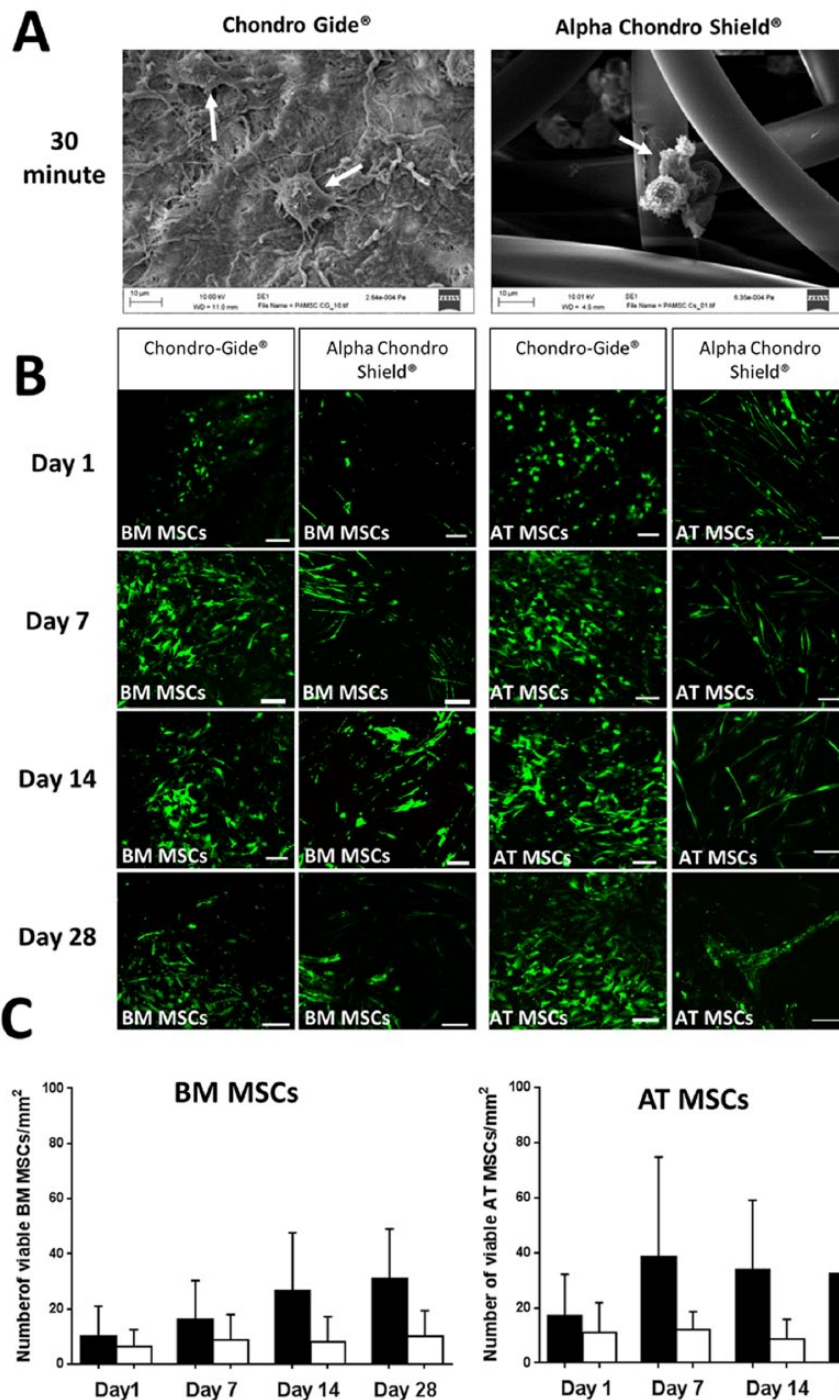 A
Chondro Gide®
Alpha Chondro Shield®
30
minute
10 µm
10.00 kV
WD = 11.0 mm
SE1
File Name = PAMSC CG_10.tif
2.64e-004 Pa
ZEISS
10 µm
10.01 kV
WD = 4.5 mm
SE1
File Name = PAMSC Cs_01.tif
6.35e-004 Pa
ZEISS
B
Chondro-Gide®
Alpha Chondro
Shield®
Chondro-Gide®
Alpha Chondro
Shield®
Day 1
BM MSCs
BM MSCs
AT MSCs
AT MSCs
Day 7
BM MSCs
BM MSCs
AT MSCs
AT MSCs
Day 14
BM MSCs
BM MSCs
AT MSCs
AT MSCs
Day 28
BM MSCs
BM MSCs
AT MSCs
AT MSCs
C
BM MSCs
Numberof viable BM MSCs/mm²
100
80
60
40
20
0
Day1
Day 7
Day 14
Day 28
AT MSCs
Number of viable AT MSCs/mm²
100
80
60
40
20
0
Day 1
Day 7
Day 14